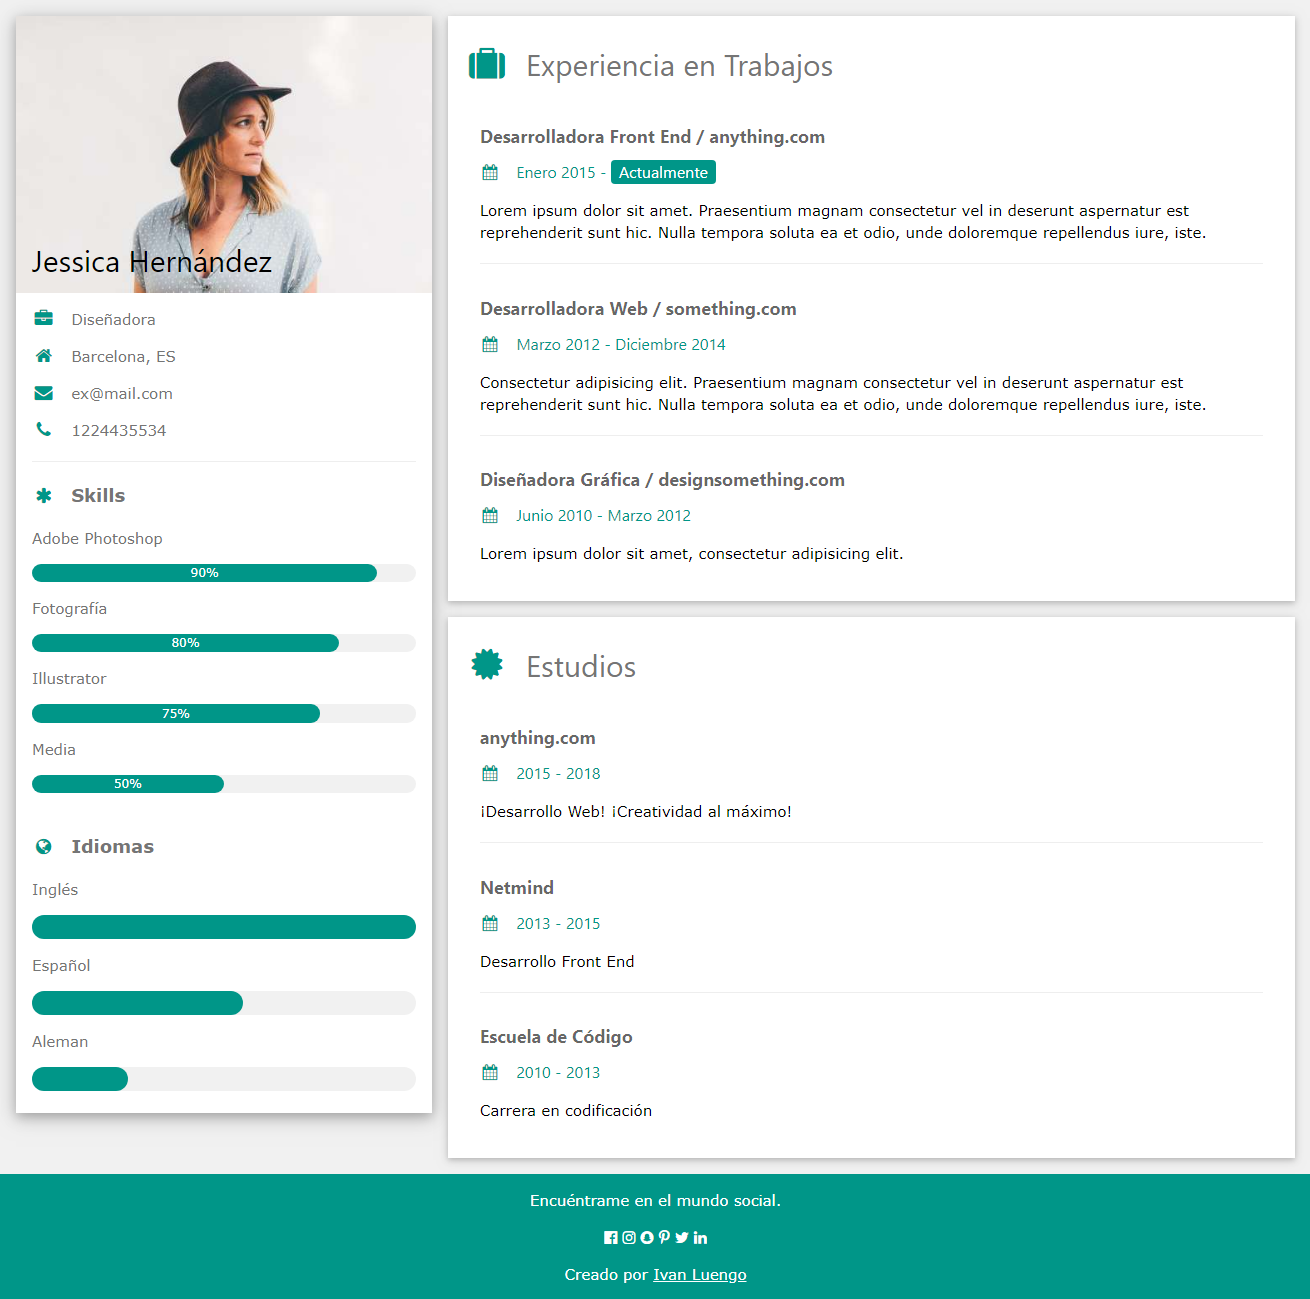 Jessica Hernández
Diseñadora
Barcelona, ES
ex@mail.com
1224435534
Skills
Adobe Photoshop
90%
Fotografía
80%
Illustrator
75%
Media
50%
Idiomas
Inglés
Español
Aleman
Experiencia en Trabajos
Desarrolladora Front End / anything.com
Enero 2015 - Actualmente
Lorem ipsum dolor sit amet. Praesentium magnam consectetur vel in deserunt aspernatur est
reprehenderit sunt hic. Nulla tempora soluta ea et odio, unde doloremque repellendus iure, iste.
Desarrolladora Web / something.com
Marzo 2012 - Diciembre 2014
Consectetur adipisicing elit. Praesentium magnam consectetur vel in deserunt aspernatur est
reprehenderit sunt hic. Nulla tempora soluta ea et odio, unde doloremque repellendus iure, iste.
Diseñadora Gráfica / designsomething.com
Junio 2010 - Marzo 2012
Lorem ipsum dolor sit amet, consectetur adipisicing elit.
Estudios
anything.com
2015 - 2018
¡Desarrollo Web! ¡Creatividad al máximo!
Netmind
2013 - 2015
Desarrollo Front End
Escuela de Código
2010 - 2013
Carrera en codificación
Encuéntrame en el mundo social.
Creado por Ivan Luengo